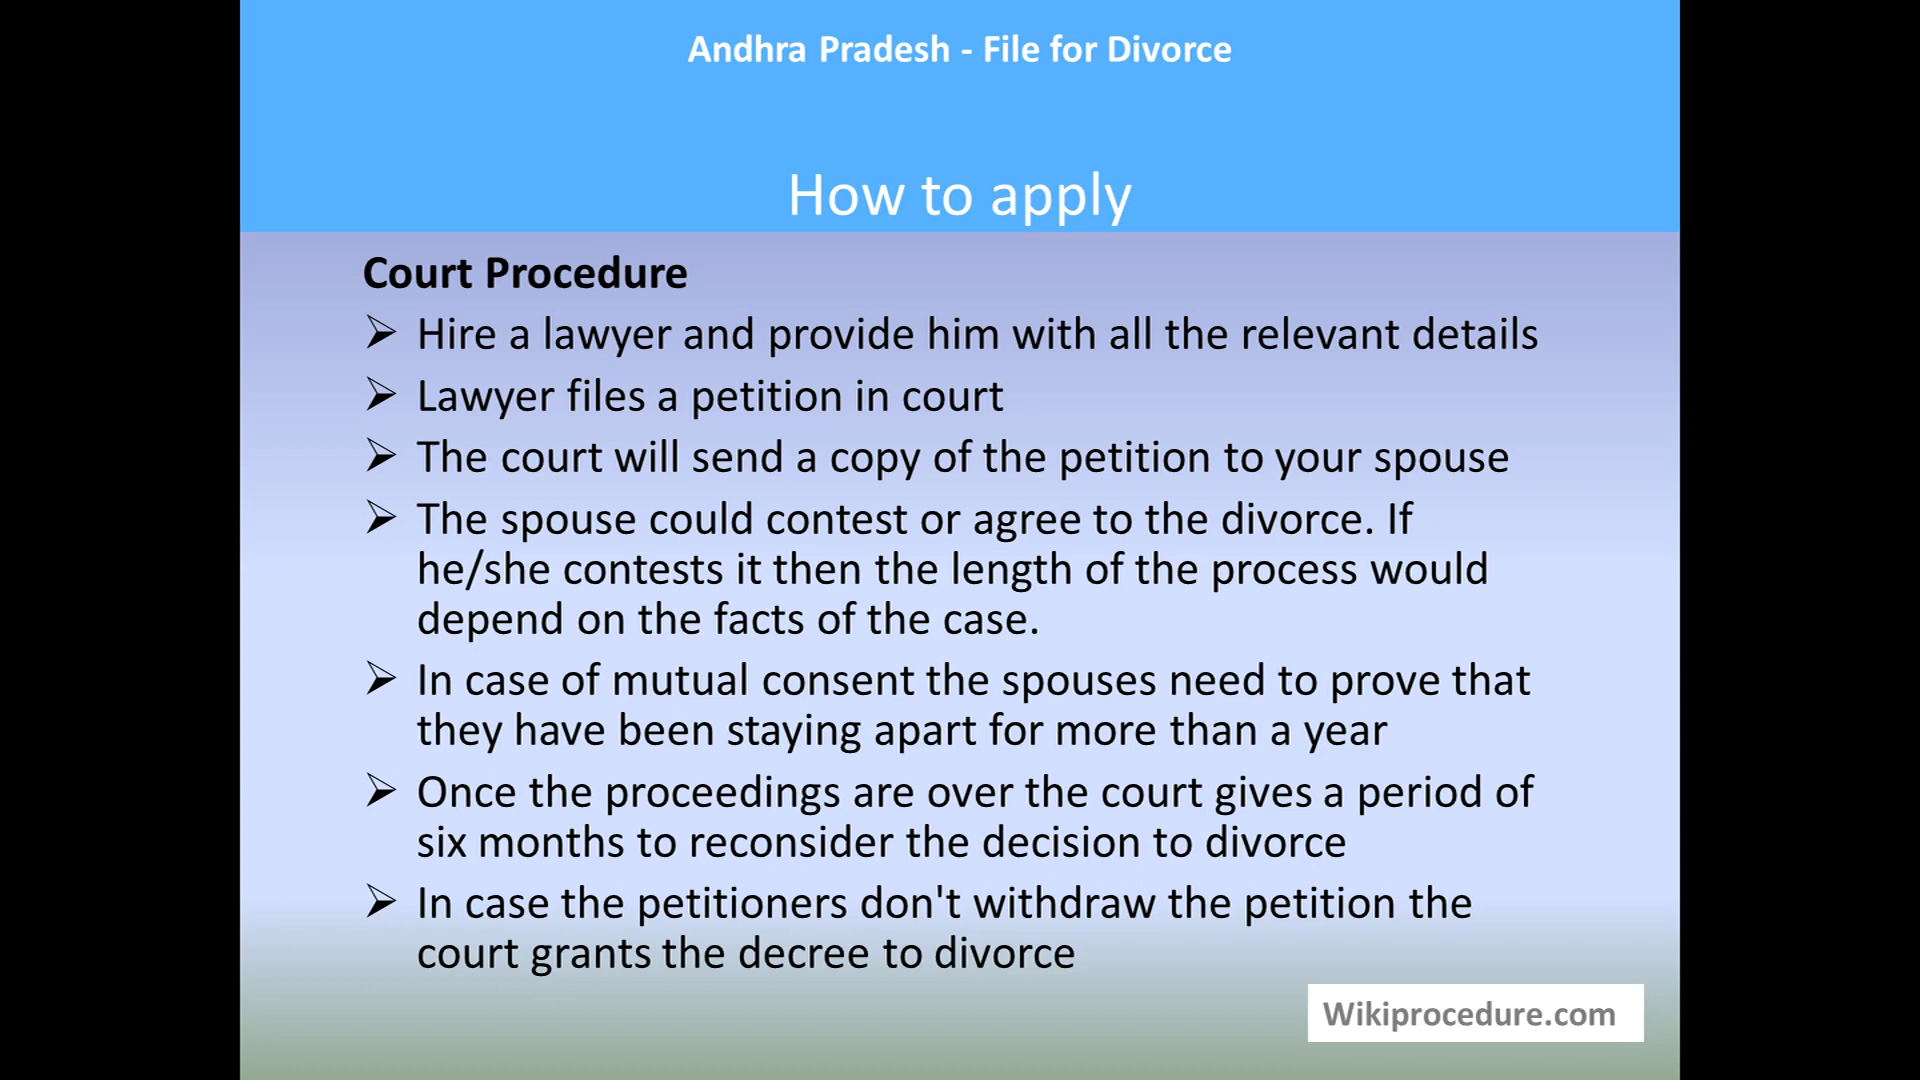 Andhra Pradesh - File for Divorce
How to apply
Court Procedure
➢ Hire a lawyer and provide him with all the relevant details
➢ Lawyer files a petition in court
➢ The court will send a copy of the petition to your spouse
➢ The spouse could contest or agree to the divorce. If
he/she contests it then the length of the process would
depend on the facts of the case.
➢ In case of mutual consent the spouses need to prove that
they have been staying apart for more than a year
➢ Once the proceedings are over the court gives a period of
six months to reconsider the decision to divorce
➢ In case the petitioners don't withdraw the petition the
court grants the decree to divorce
Wikiprocedure.com